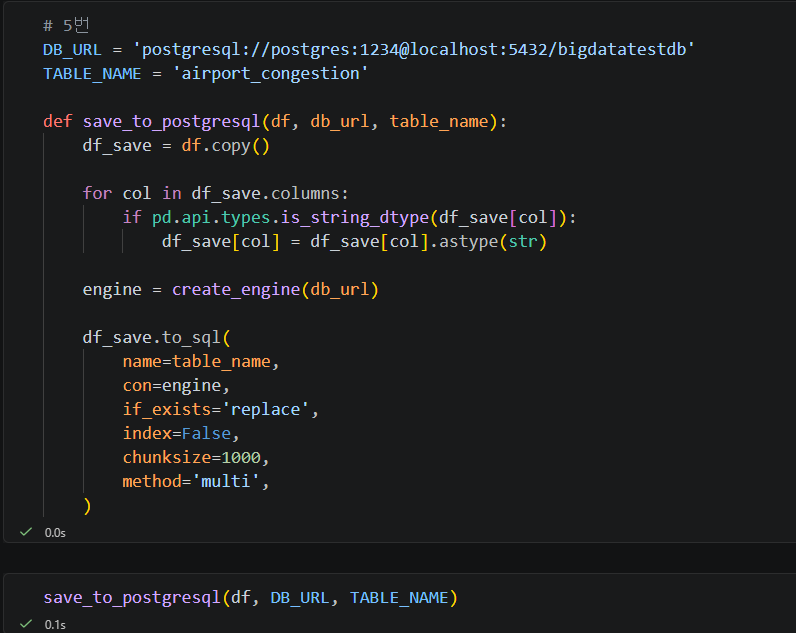 # 5번
DB_URL = 'postgresql://postgres:1234@localhost:5432/bigdatatestdb'
TABLE_NAME = 'airport_congestion'
def save_to_postgresql(df, db_url, table_name):
df_save = df.copy()
for col in df_save.columns:
if pd.api.types.is_string_dtype(df_save[col]):
df_save[col] = df_save[col].astype(str)
engine = create_engine(db_url)
df_save.to_sql(
name=table_name,
con=engine,
if_exists='replace',
index=False,
chunksize=1000,
method='multi',
)
0.0s
save_to_postgresql(df, DB_URL, TABLE_NAME)
0.1s